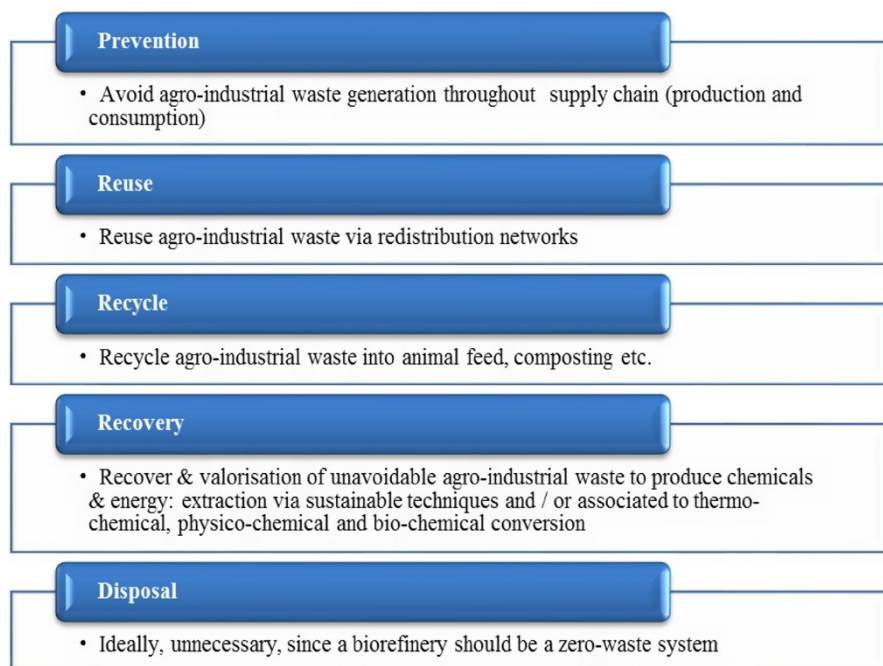 Prevention
• Avoid agro-industrial waste generation throughout supply chain (production and
consumption)
Reuse
• Reuse agro-industrial waste via redistribution networks
Recycle
• Recycle agro-industrial waste into animal feed, composting etc.
Recovery
• Recover & valorisation of unavoidable agro-industrial waste to produce chemicals
& energy: extraction via sustainable techniques and / or associated to thermo-
chemical, physico-chemical and bio-chemical conversion
Disposal
• Ideally, unnecessary, since a biorefinery should be a zero-waste system